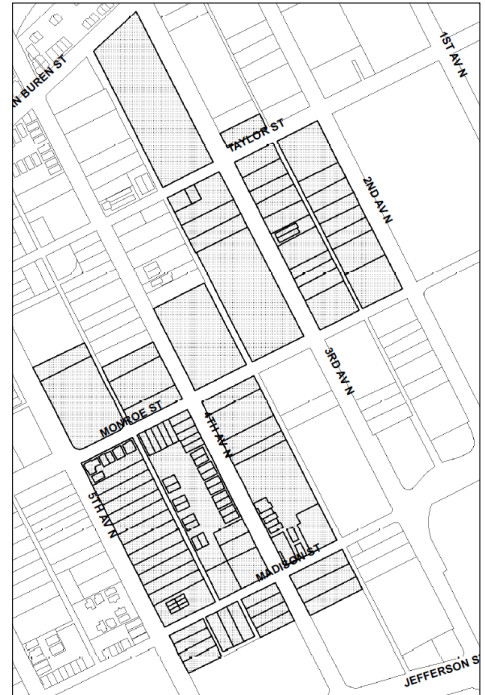 1ST AV N
N BUREN ST
TAYLOR ST
2ND AV N
3RD AV N
MONROE ST
4TH AV N
5TH AV N
MADISON ST
JEFFERSON S